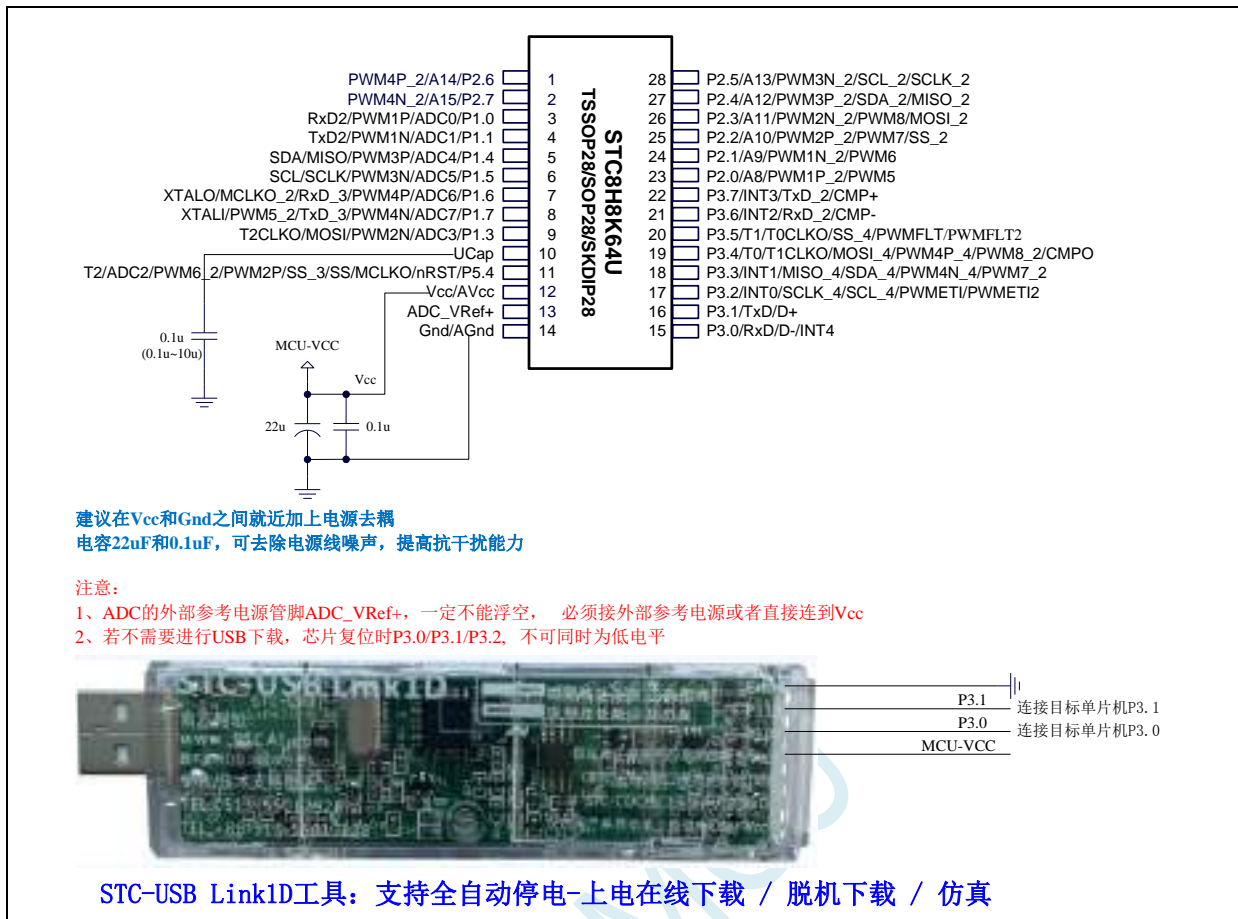 PWM4P_2/A14/P2.6
PWM4N_2/A15/P2.7
RxD2/PWM1P/ADC0/P1.0
TxD2/PWM1N/ADC1/P1.1
SDA/MISO/PWM3P/ADC4/P1.4
SCL/SCLK/PWM3N/ADC5/P1.5
XTALO/MCLKO_2/RxD_3/PWM4P/ADC6/P1.6
XTALI/PWM5_2/TxD_3/PWM4N/ADC7/P1.7
T2CLKO/MOSI/PWM2N/ADC3/P1.3
UCap
T2/ADC2/PWM6_2/PWM2P/SS_3/SS/MCLKO/nRST/P5.4
Vcc/AVcc
ADC_VRef+
Gnd/AGnd
1
2
3
4
5
6
7
8
9
10
11
12
13
14
STC8H8K64U
TSSOP28/SOP28/SKDIP28
28
27
26
25
24
23
22
21
20
19
18
17
16
15
P2.5/A13/PWM3N_2/SCL_2/SCLK_2
P2.4/A12/PWM3P_2/SDA_2/MISO_2
P2.3/A11/PWM2N_2/PWM8/MOSI_2
P2.2/A10/PWM2P_2/PWM7/SS_2
P2.1/A9/PWM1N_2/PWM6
P2.0/A8/PWM1P_2/PWM5
P3.7/INT3/TxD_2/CMP+
P3.6/INT2/RxD_2/CMP-
P3.5/T1/T0CLKO/SS_4/PWMFLT/PWMFLT2
P3.4/T0/T1CLKO/MOSI_4/PWM4P_4/PWM8_2/CMPO
P3.3/INT1/MISO_4/SDA_4/PWM4N_4/PWM7_2
P3.2/INT0/SCLK_4/SCL_4/PWMETI/PWMETI2
P3.1/TxD/D+
P3.0/RxD/D-/INT4
0.1u
(0.1u~10u)
MCU-VCC
Vcc
22u
0.1u
建议在Vcc和Gnd之间就近加上电源去耦
电容22uF和0.1uF，可去除电源线噪声，提高抗干扰能力
注意：
1、ADC的外部参考电源管脚ADC_VRef+，一定不能浮空， 必须接外部参考电源或者直接连到Vcc
2、若不需要进行USB下载，芯片复位时P3.0/P3.1/P3.2, 不可同时为低电平
STC-USB Link1D
P3.1
连接目标单片机P3.1
P3.0
连接目标单片机P3.0
MCU-VCC
STC-USB Link1D工具：支持全自动停电-上电在线下载 / 脱机下载 / 仿真